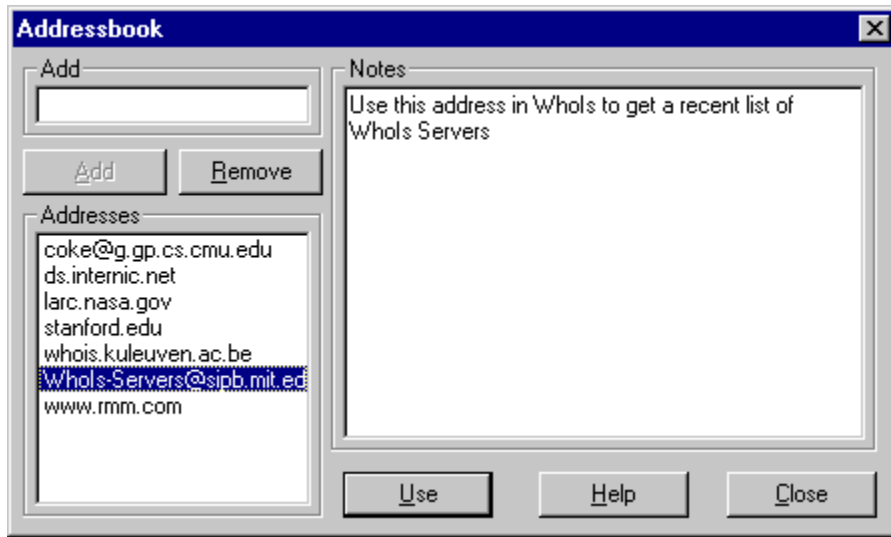 Addressbook
Add
Add
Remove
Addresses
coke@g.gp.cs.cmu.edu
ds.internic.net
larc.nasa.gov
stanford.edu
whois.kuleuven.ac.be
WhoIs-Servers@sipb.mit.ed
www.rmm.com
Notes
Use this address in WhoIs to get a recent list of
WhoIs Servers
Use
Help
Close